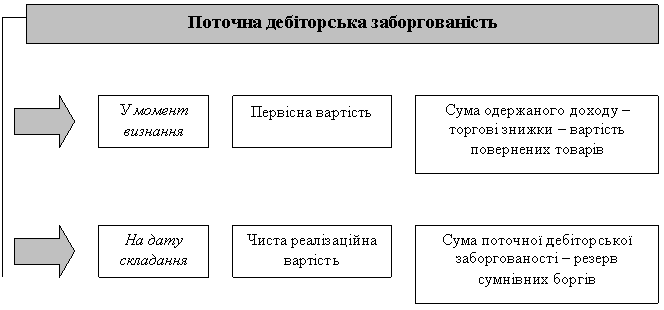 Поточна дебіторська заборгованість
У момент
визнання
Первісна вартість
Сума одержаного доходу –
торгові знижки – вартість
повернених товарів
На дату
складання
Чиста реалізаційна
вартість
Сума поточної дебіторської
заборгованості – резерв
сумнівних боргів